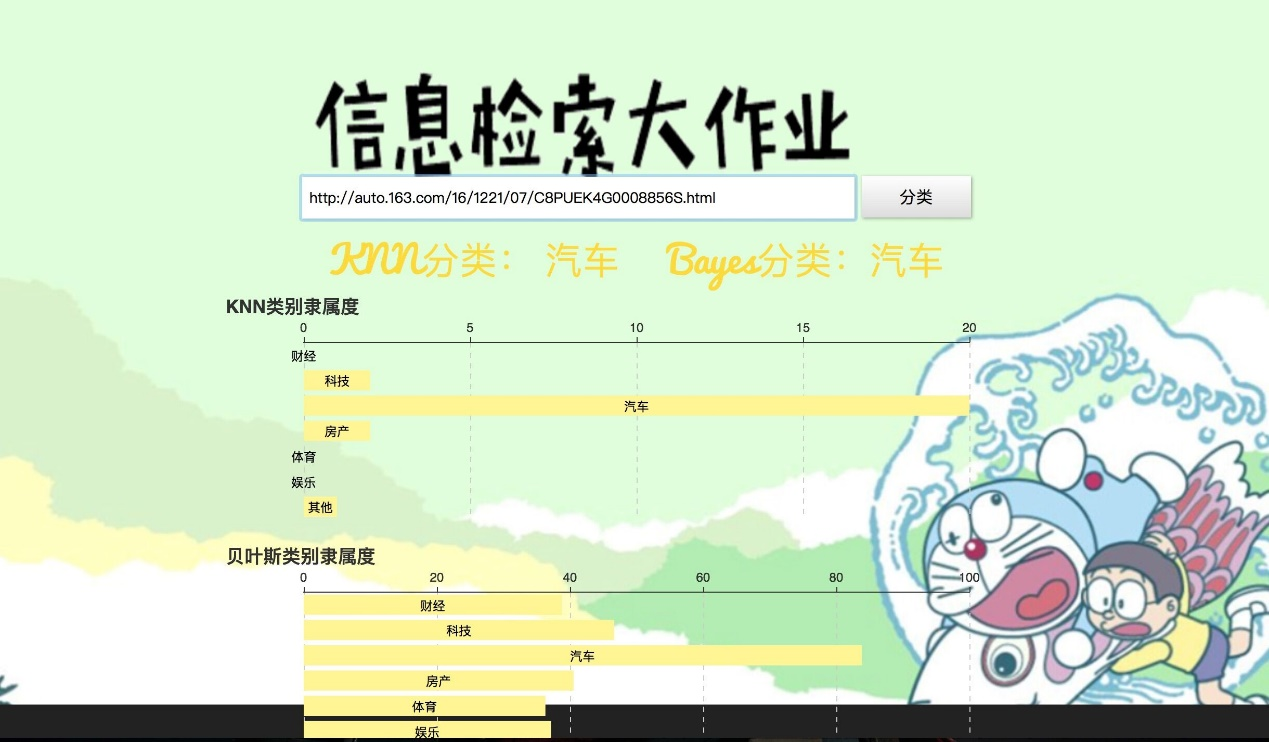 信息检索大作业
http://auto.163.com/16/1221/07/C8PUEK4G0008856S.html 分类
KNN分类： 汽车 Bayes分类：汽车
KNN类别隶属度
0 5 10 15 20
财经
科技
汽车
房产
体育
娱乐
其他
贝叶斯类别隶属度
0 20 40 60 80 100
财经
科技
汽车
房产
体育
娱乐